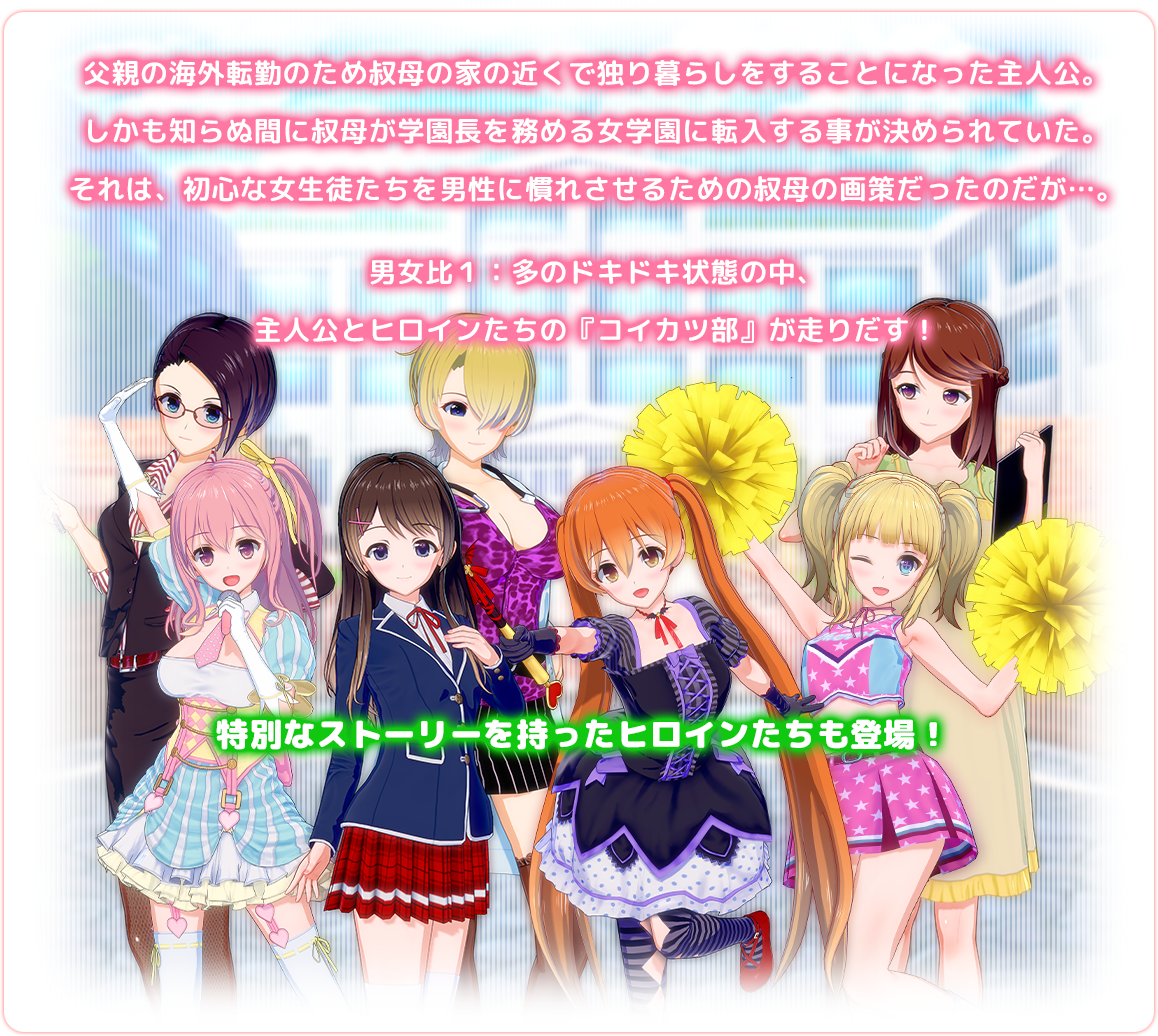 父親の海外転勤のため叔母の家の近くで独り暮らしをすることになった主人公。
しかも知らぬ間に叔母が学園長を務める女学園に転入する事が決められていた。
それは、初心な女生徒たちを男性に慣れさせるための叔母の画策だったのだが…。
男女比１：多のドキドキ状態の中、
主人公とヒロインたちの『コイカツ部』が走りだす！
特別なストーリーを持ったヒロインたちも登場！